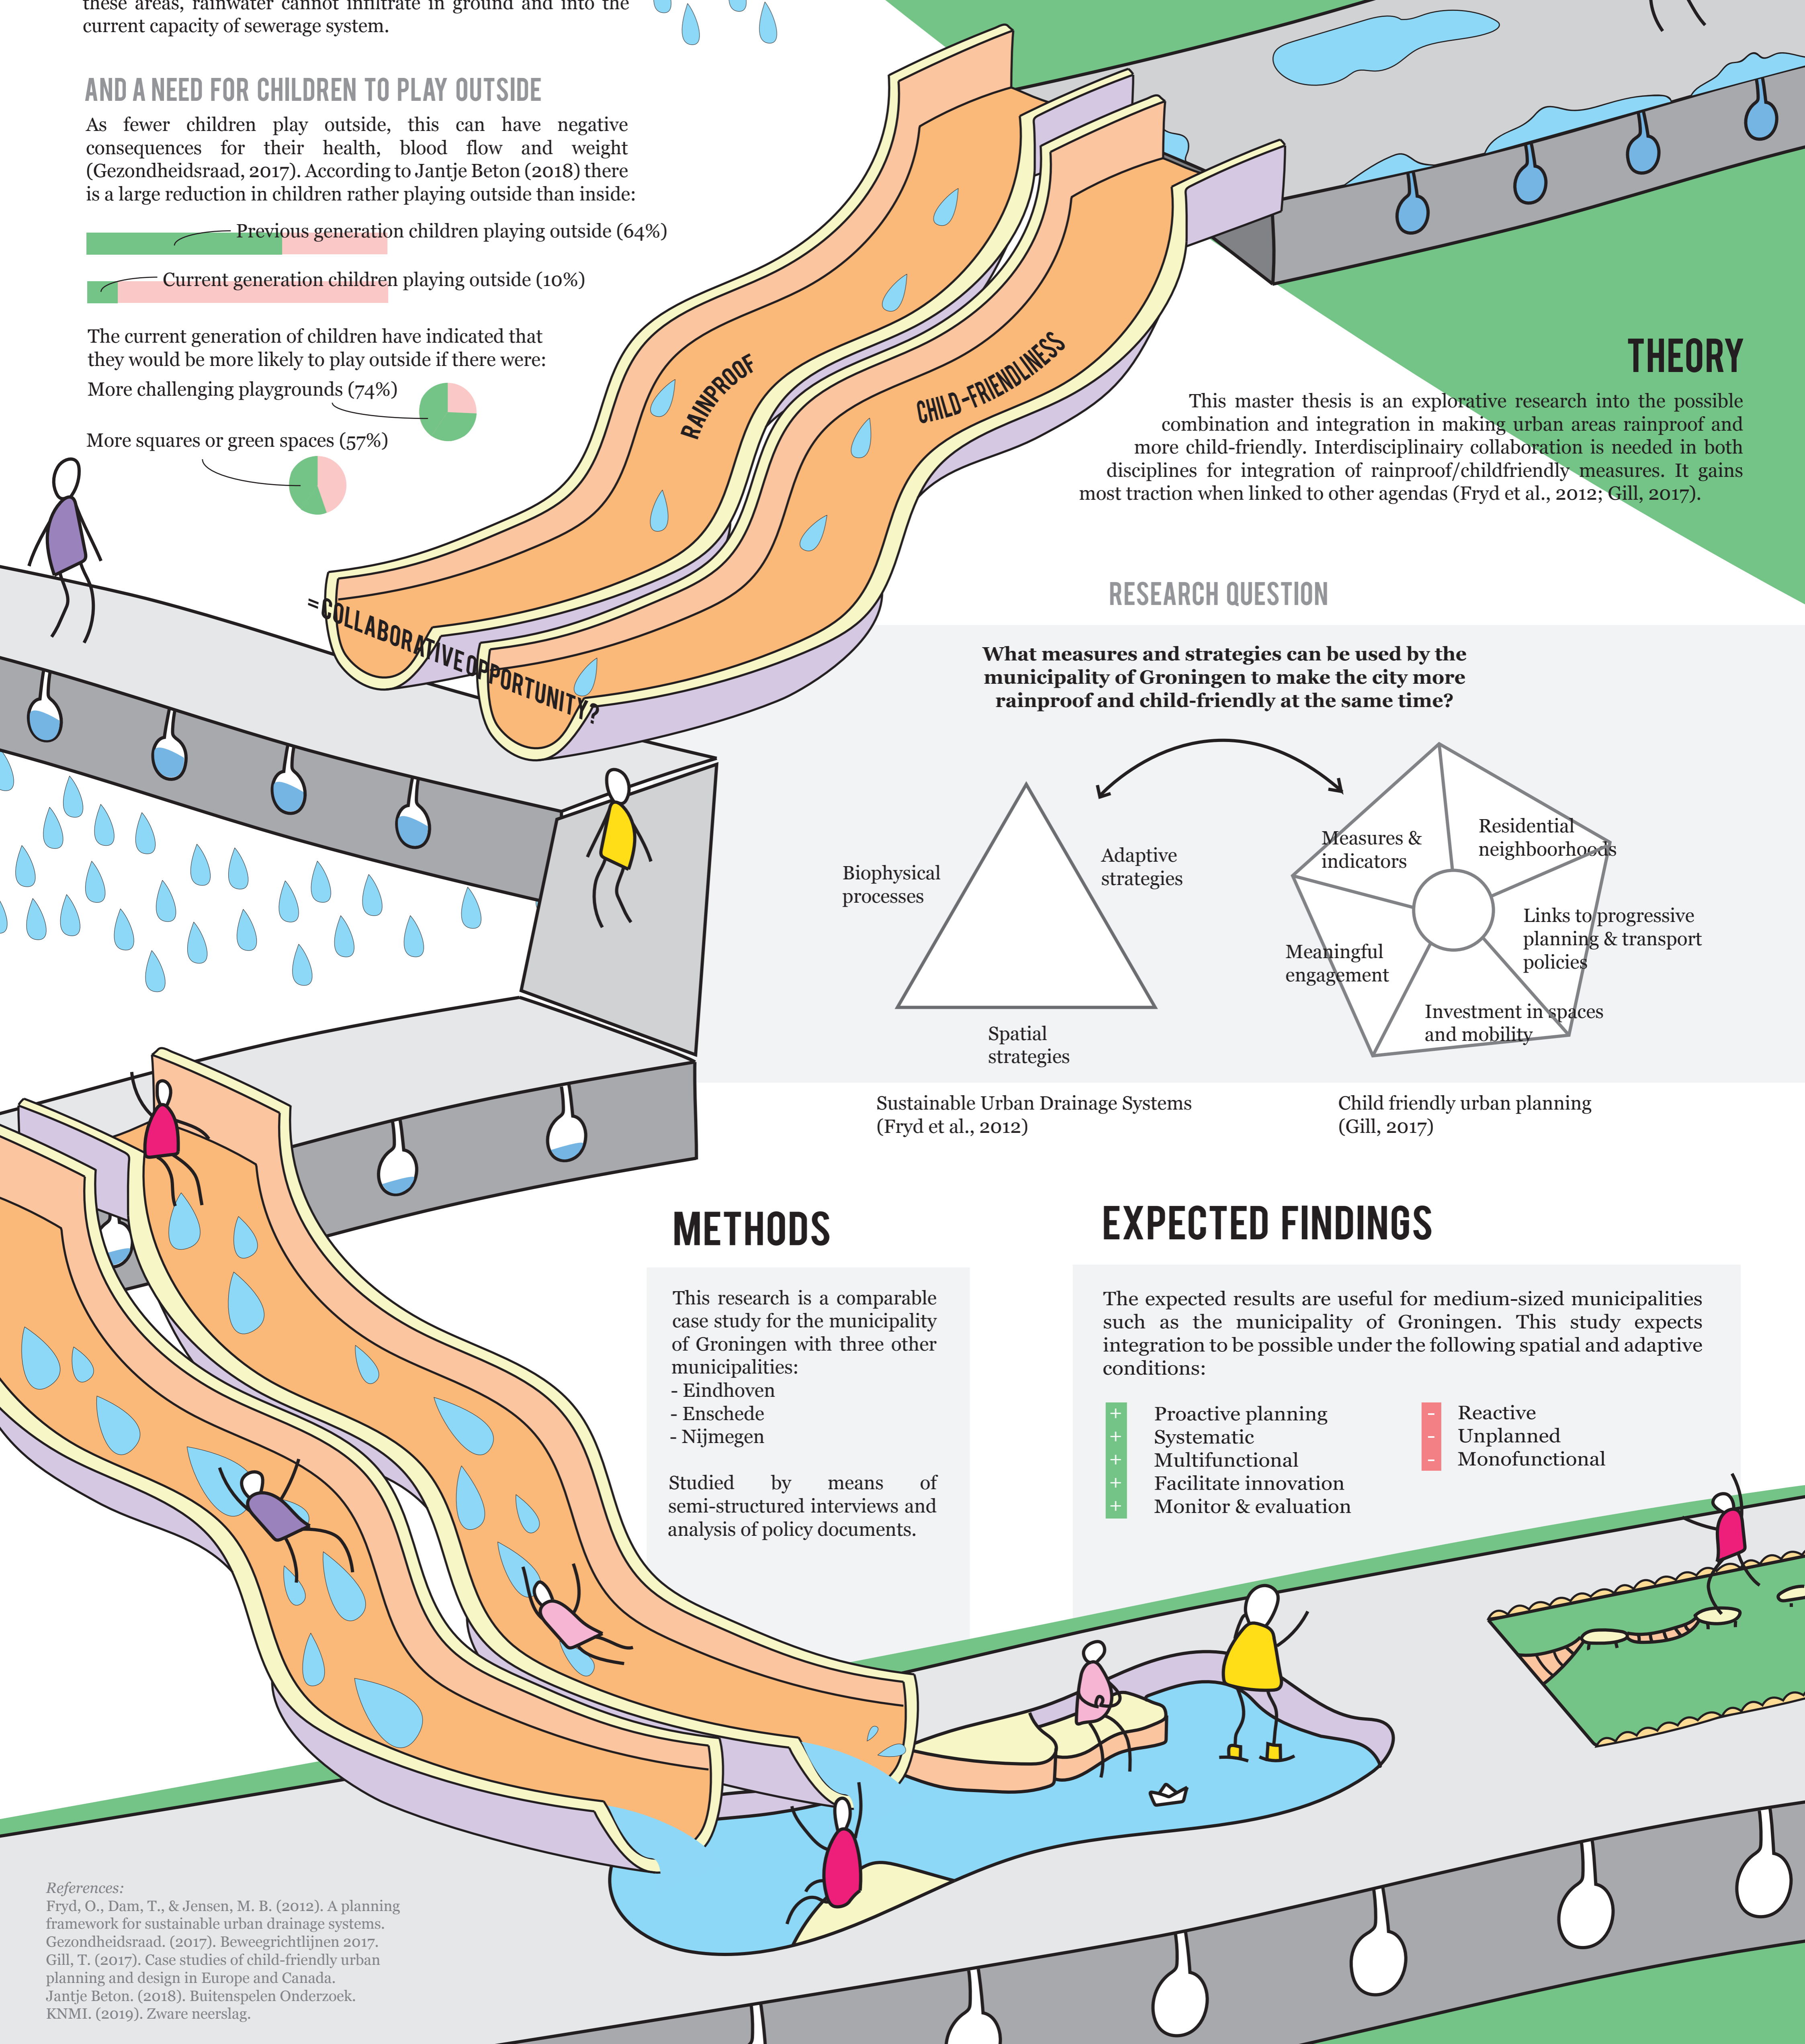 these areas, rainwater cannot infiltrate in ground and into the
current capacity of sewerage system.
AND A NEED FOR CHILDREN TO PLAY OUTSIDE
As fewer children play outside, this can have negative
consequences for their health, blood flow and weight
(Gezondheidsraad, 2017). According to Jantje Beton (2018) there
is a large reduction in children rather playing outside than inside:
Previous generation children playing outside (64%)
Current generation children playing outside (10%)
The current generation of children have indicated that
they would be more likely to play outside if there were:
More challenging playgrounds (74%)
More squares or green spaces (57%)
RAINPROOF
CHILD-FRIENDLINESS
= COLLABORATIVE OPPORTUNITY?
THEORY
This master thesis is an explorative research into the possible
combination and integration in making urban areas rainproof and
more child-friendly. Interdisciplinairy collaboration is needed in both
disciplines for integration of rainproof/childfriendly measures. It gains
most traction when linked to other agendas (Fryd et al., 2012; Gill, 2017).
RESEARCH QUESTION
What measures and strategies can be used by the
municipality of Groningen to make the city more
rainproof and child-friendly at the same time?
Biophysical
processes
Adaptive
strategies
Spatial
strategies
Measures &
indicators
Residential
neighboorhoods
Links to progressive
planning & transport
policies
Meaningful
engagement
Investment in spaces
and mobility
Sustainable Urban Drainage Systems
(Fryd et al., 2012)
Child friendly urban planning
(Gill, 2017)
METHODS
This research is a comparable
case study for the municipality
of Groningen with three other
municipalities:
- Eindhoven
- Enschede
- Nijmegen
Studied by means of
semi-structured interviews and
analysis of policy documents.
EXPECTED FINDINGS
The expected results are useful for medium-sized municipalities
such as the municipality of Groningen. This study expects
integration to be possible under the following spatial and adaptive
conditions:
+ Proactive planning
+ Systematic
+ Multifunctional
+ Facilitate innovation
+ Monitor & evaluation
- Reactive
- Unplanned
- Monofunctional
References:
Fryd, O., Dam, T., & Jensen, M. B. (2012). A planning
framework for sustainable urban drainage systems.
Gezondheidsraad. (2017). Beweegrichtlijnen 2017.
Gill, T. (2017). Case studies of child-friendly urban
planning and design in Europe and Canada.
Jantje Beton. (2018). Buitenspelen Onderzoek.
KNMI. (2019). Zware neerslag.